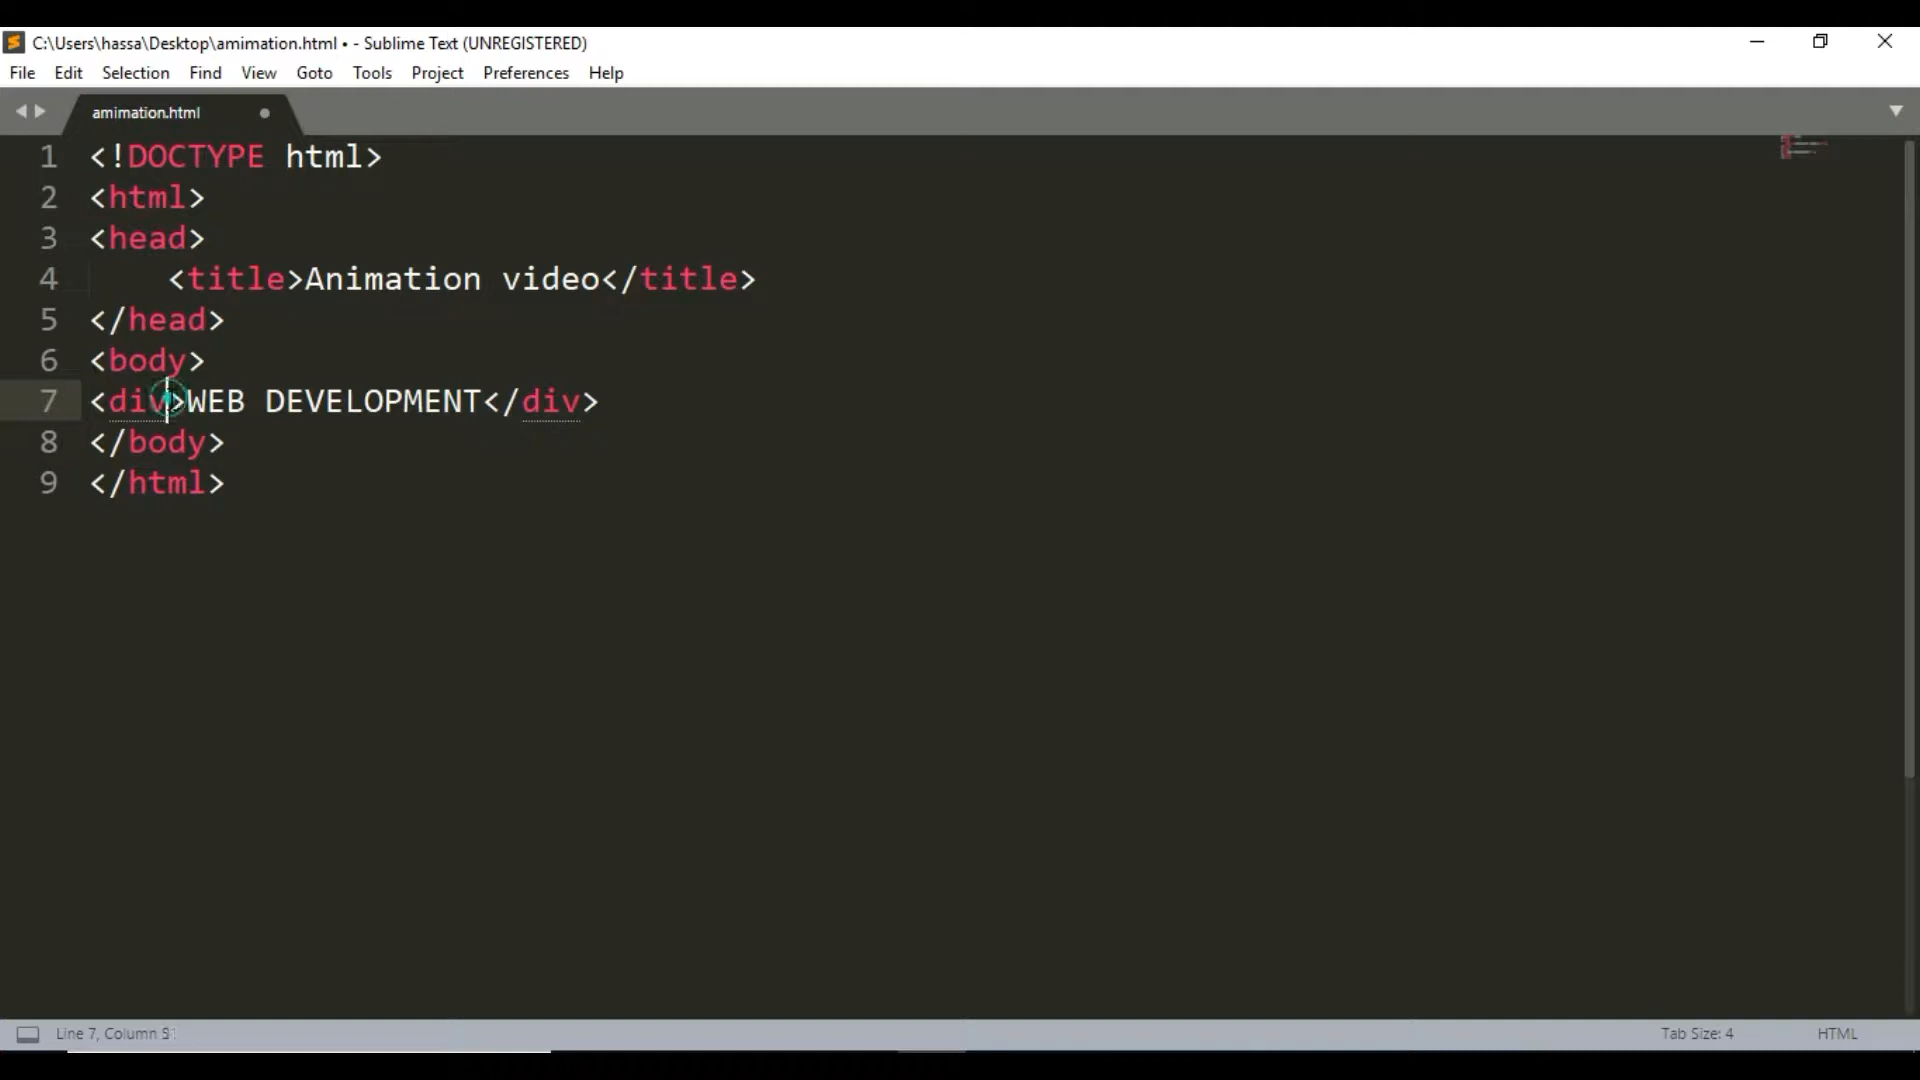 C:\Users\hassa\Desktop\amimation.html • - Sublime Text (UNREGISTERED)
File Edit Selection Find View Goto Tools Project Preferences Help
amimation.html
1 <!DOCTYPE html>
2 <html>
3 <head>
4 <title>Animation video</title>
5 </head>
6 <body>
7 <div>WEB DEVELOPMENT</div>
8 </body>
9 </html>
Line 7, Column
Tab Size: 4 HTML